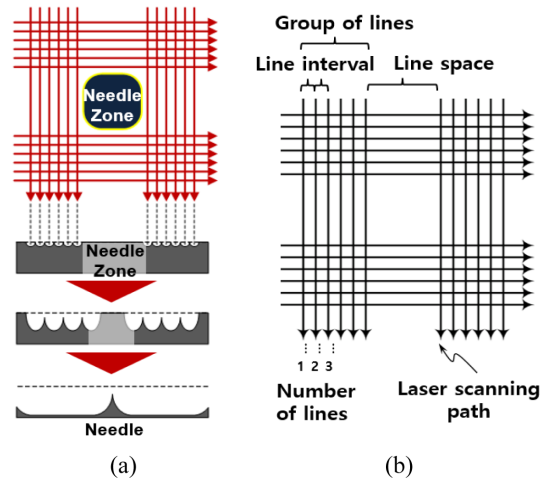 Needle
Zone
Needle
Zone
Needle
(a)
Group of lines
Line interval
Line space
1 2 3
Number
of lines
Laser scanning
path
(b)